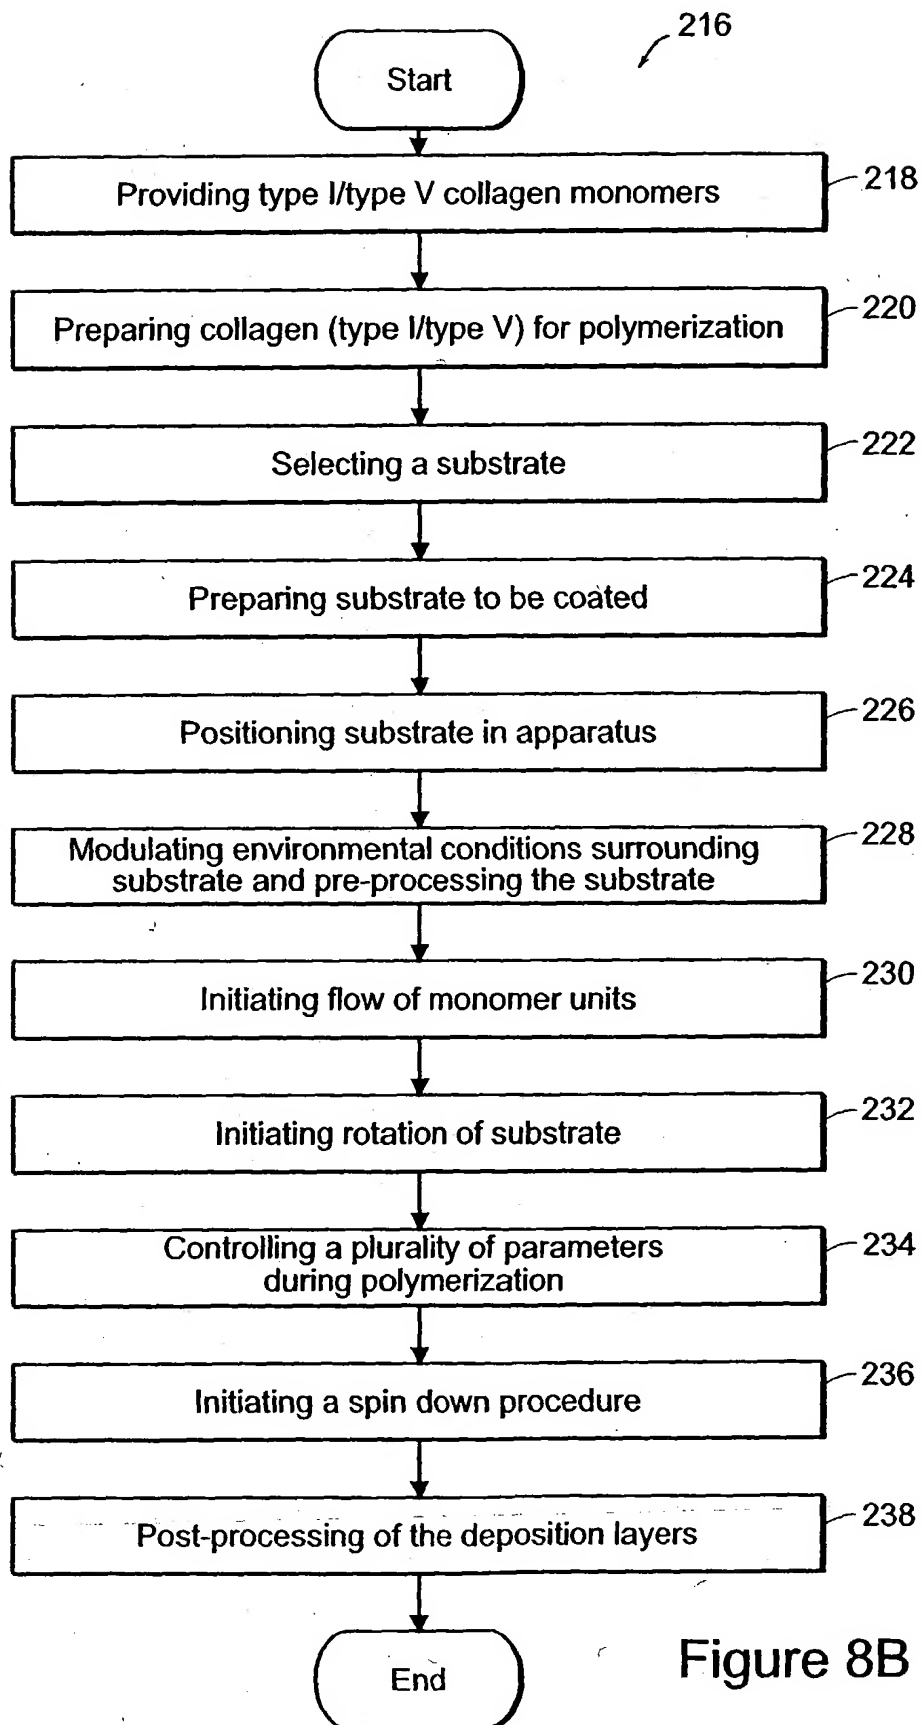 216
Start
Providing type I/type V collagen monomers
218
Preparing collagen (type I/type V) for polymerization
220
Selecting a substrate
222
Preparing substrate to be coated
224
Positioning substrate in apparatus
226
Modulating environmental conditions surrounding
substrate and pre-processing the substrate
228
Initiating flow of monomer units
230
Initiating rotation of substrate
232
Controlling a plurality of parameters
during polymerization
234
Initiating a spin down procedure
236
Post-processing of the deposition layers
238
End
Figure 8B